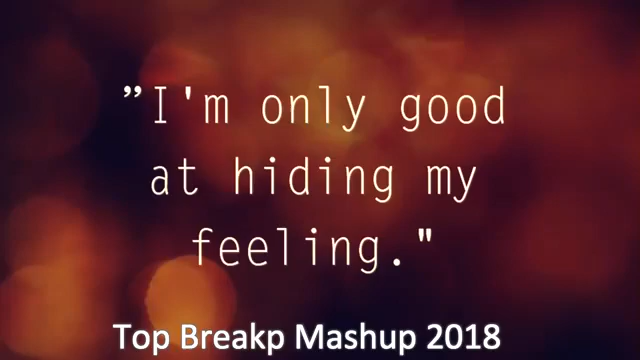 ”I'm only good
at hiding my
feeling."
Top Breakp Mashup 2018